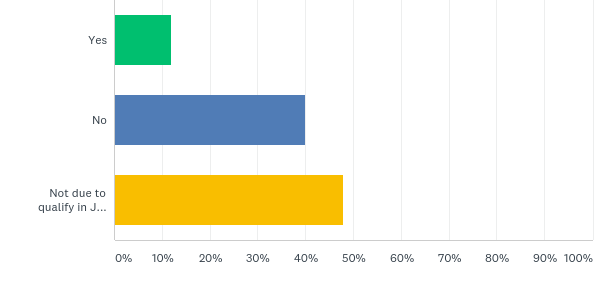 Yes
No
Not due to
qualify in J...
0% 10% 20% 30% 40% 50% 60% 70% 80% 90% 100%